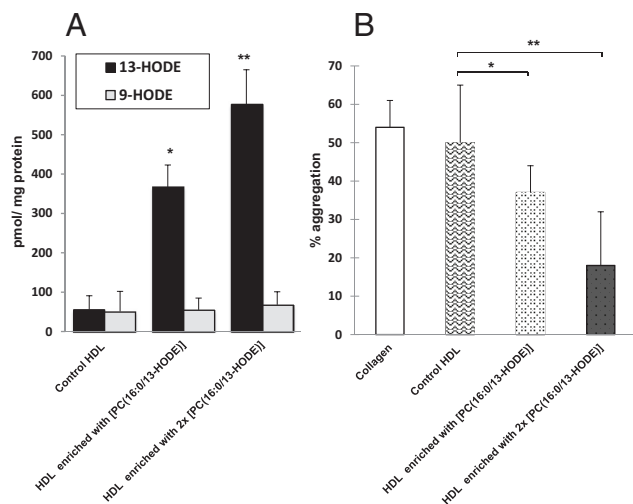 A
700
600
500
400
300
200
100
0
pmol/ mg protein
13-HODE
9-HODE
*
**
Control HDL
HDL enriched with [PC(16:0/13-HODE)]
HDL enriched with 2x [PC(16:0/13-HODE)]
B
70
60
50
40
30
20
10
0
% aggregation
*
**
Collagen
Control HDL
HDL enriched with [PC(16:0/13-HODE)]
HDL enriched with 2x [PC(16:0/13-HODE)]